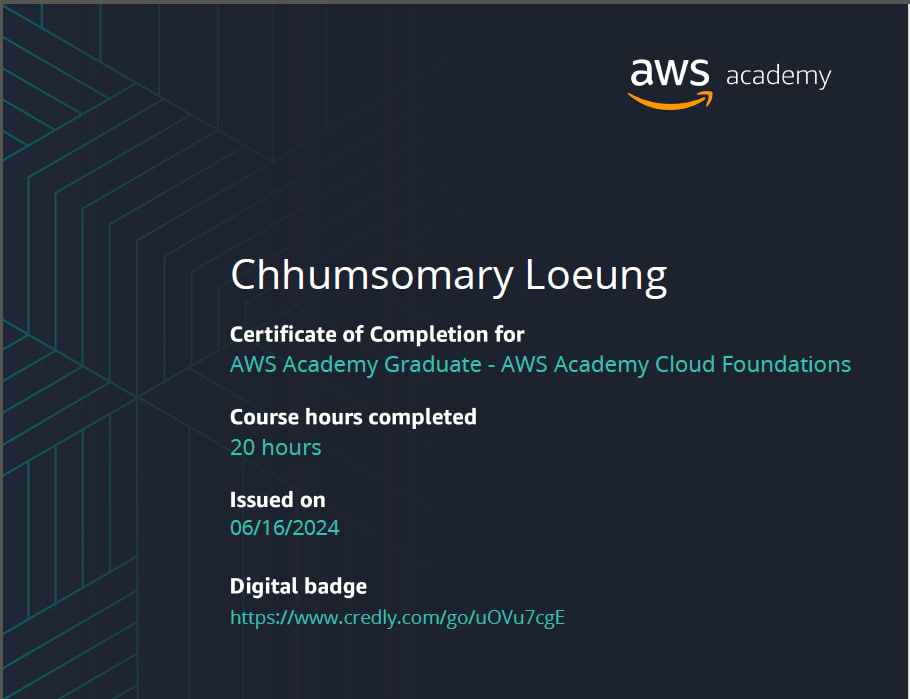 aws academy
Chhumsomary Loeung
Certificate of Completion for
AWS Academy Graduate - AWS Academy Cloud Foundations
Course hours completed
20 hours
Issued on
06/16/2024
Digital badge
https://www.credly.com/go/uOVu7cgE